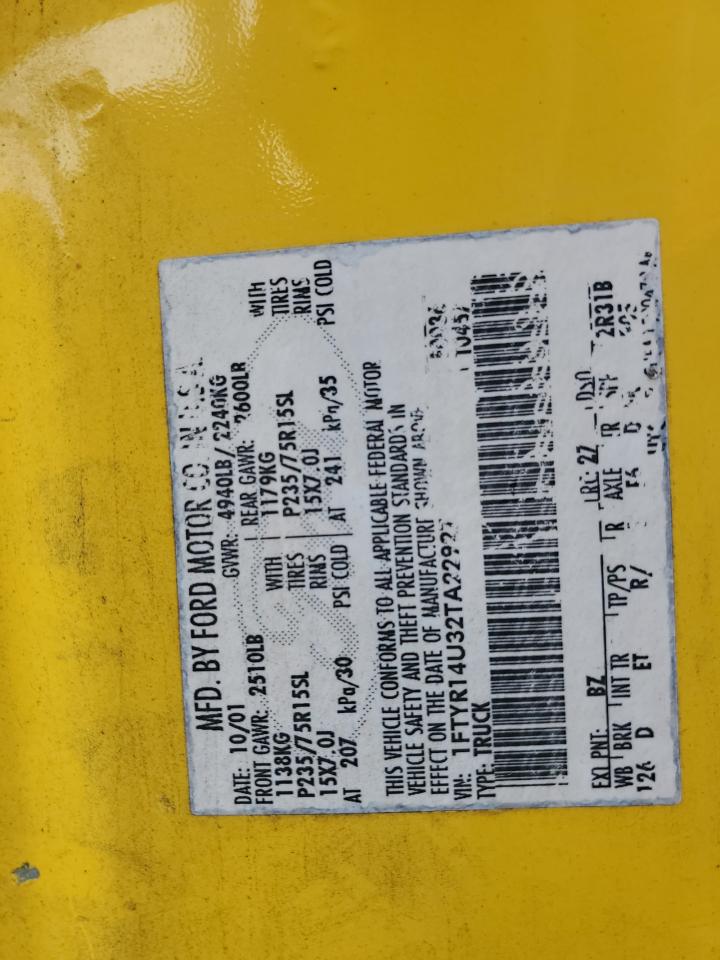 MFD. BY FORD MOTOR CO. IN U.S.A.
DATE: 10/01 GVWR: 4940LB/2240KG
FRONT GAWR: 2510LB REAR GAWR: 2600LB WITH
1138KG WITH 1179KG TIRES
P235/75R15SL TIRES P235/75R15SL RIMS
15X7.0J RIMS 15X7.0J PSI COLD
AT 207 kPa/30 PSI COLD AT 241 kPa/35
THIS VEHICLE CONFORMS TO ALL APPLICABLE FEDERAL MOTOR
VEHICLE SAFETY AND THEFT PREVENTION STANDARDS IN
EFFECT ON THE DATE OF MANUFACTURE SHOWN ABOVE
VIN: 1FTYR14U32TA22927
TYPE: TRUCK
EXT PNT: BZ RC: 27 DSO:
WB BRK INT TR TP/PS R AXLE TR 2R31B
126 D ET R/